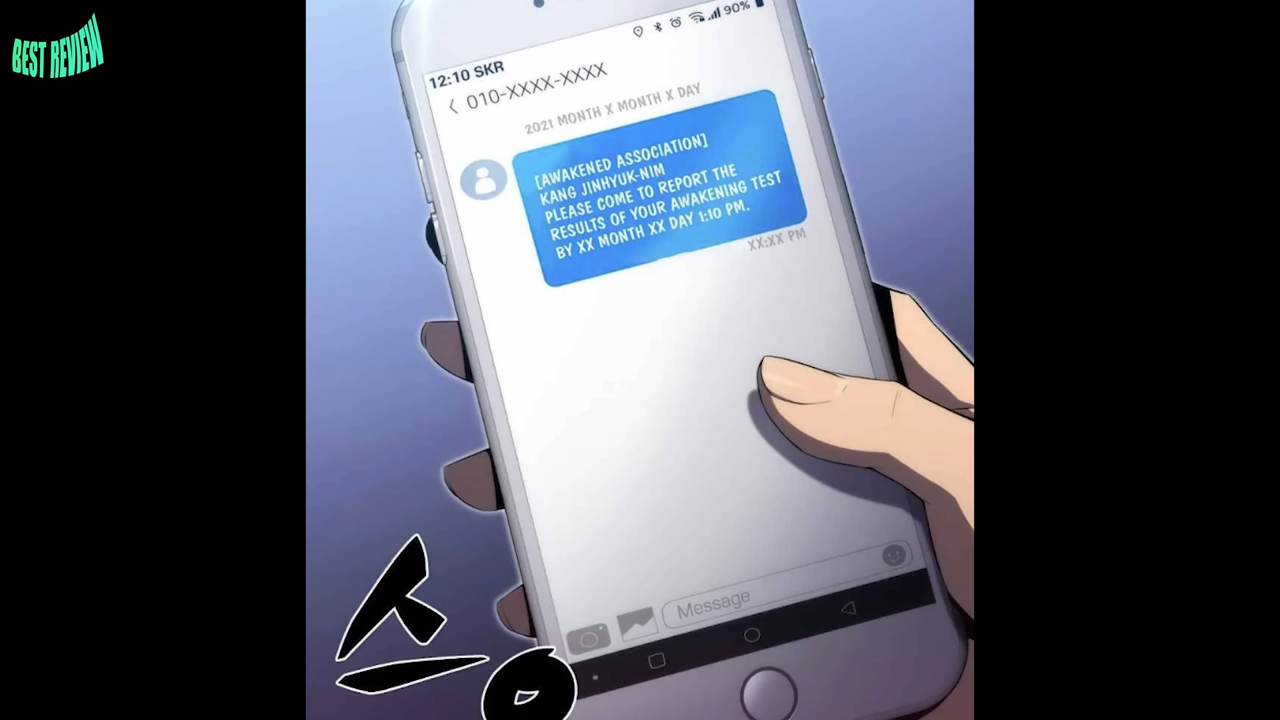 BEST REVIEW
12:10 SKR
90%
010-XXXX-XXXX
2021 MONTH X MONTH X DAY
[AWAKENED ASSOCIATION]
KANG JINHYUK-NIM
PLEASE COME TO REPORT THE
RESULTS OF YOUR AWAKENING TEST
BY XX MONTH XX DAY 1:10 PM.
XX:XX PM
Message
승